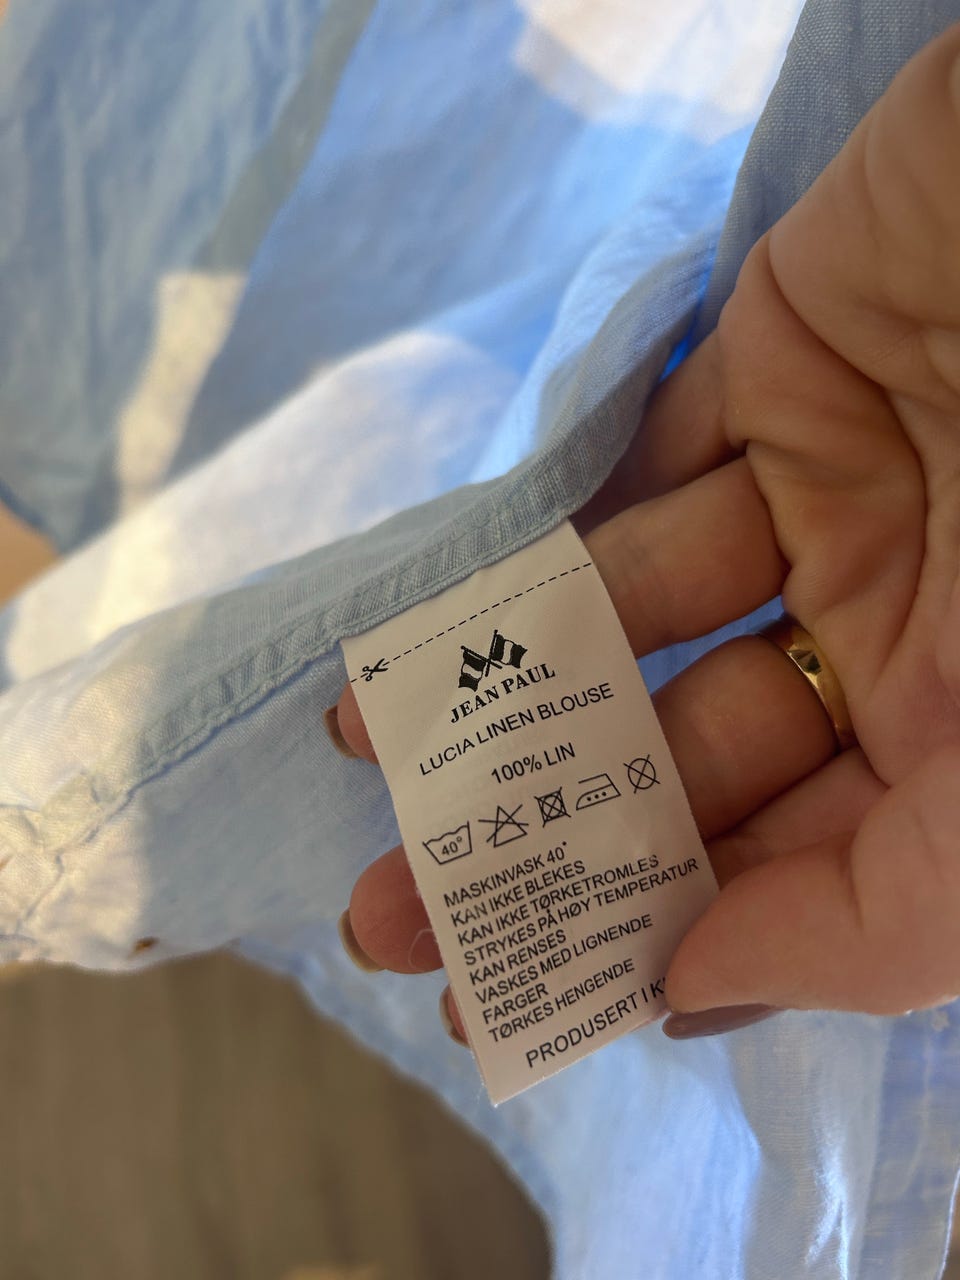 JEAN PAUL
LUCIA LINEN BLOUSE
100% LIN
40°
MASKINVASK 40°
KAN IKKE BLEKES
KAN IKKE TØRKETROMLES
STRYKES PÅ HØY TEMPERATUR
KAN RENSES
VASKES MED LIGNENDE
FARGER
TØRKES HENGENDE
PRODUSERT I